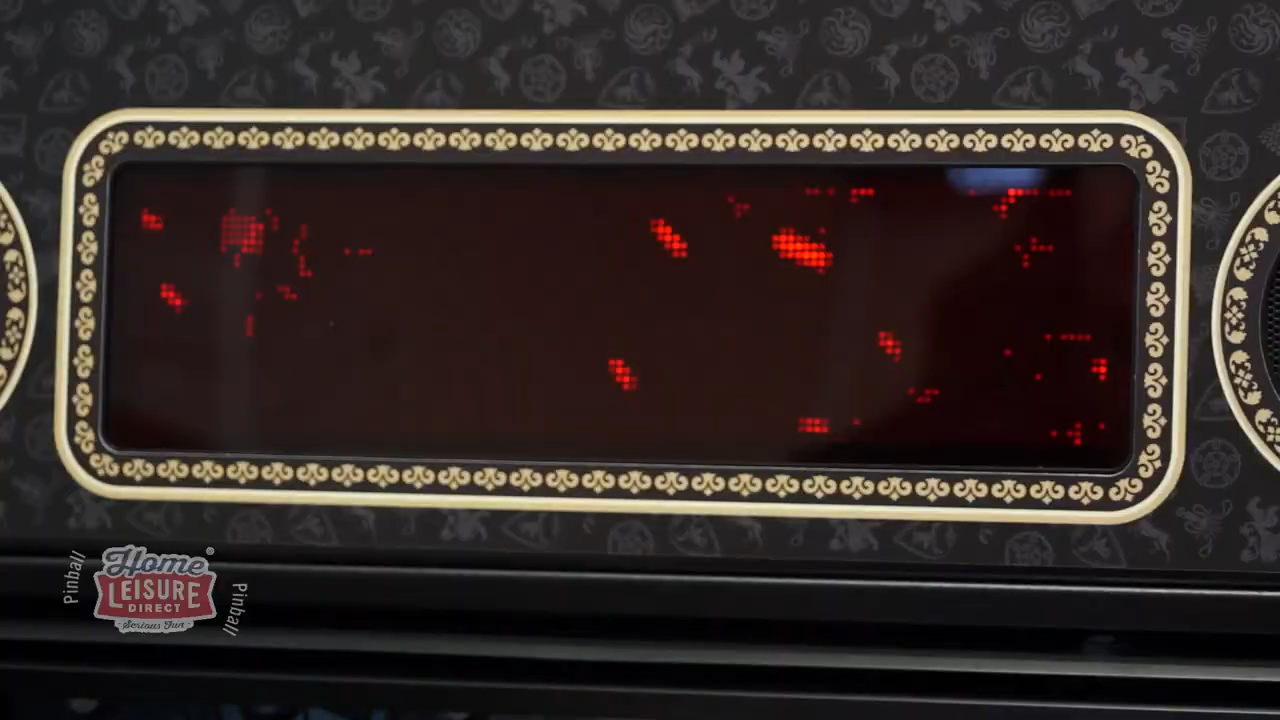 Pinball
Home
LEISURE
DIRECT
Serious Fun
Pinball